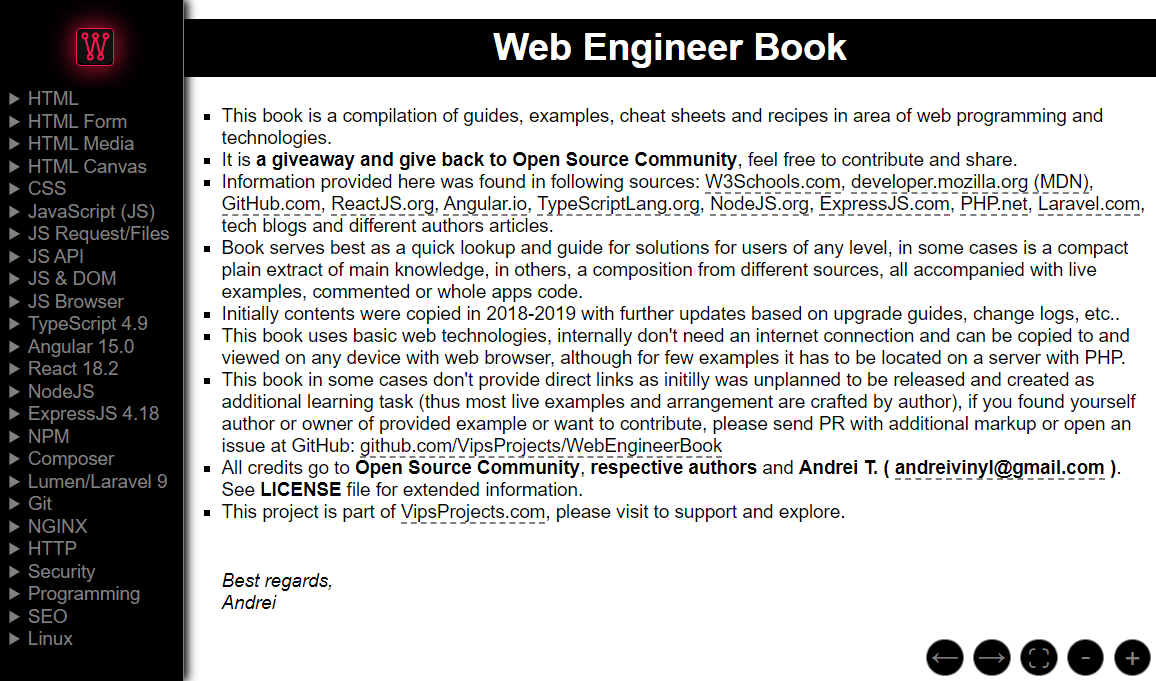 W
HTML
HTML Form
HTML Media
HTML Canvas
CSS
JavaScript (JS)
JS Request/Files
JS API
JS & DOM
JS Browser
TypeScript 4.9
Angular 15.0
React 18.2
NodeJS
ExpressJS 4.18
NPM
Composer
Lumen/Laravel 9
Git
NGINX
HTTP
Security
Programming
SEO
Linux
Web Engineer Book
This book is a compilation of guides, examples, cheat sheets and recipes in area of web programming and
technologies.
It is a giveaway and give back to Open Source Community, feel free to contribute and share.
Information provided here was found in following sources: W3Schools.com, developer.mozilla.org (MDN),
GitHub.com, ReactJS.org, Angular.io, TypeScriptLang.org, NodeJS.org, ExpressJS.com, PHP.net, Laravel.com,
tech blogs and different authors articles.
Book serves best as a quick lookup and guide for solutions for users of any level, in some cases is a compact
plain extract of main knowledge, in others, a composition from different sources, all accompanied with live
examples, commented or whole apps code.
Initially contents were copied in 2018-2019 with further updates based on upgrade guides, change logs, etc..
This book uses basic web technologies, internally don't need an internet connection and can be copied to and
viewed on any device with web browser, although for few examples it has to be located on a server with PHP.
This book in some cases don't provide direct links as initilly was unplanned to be released and created as
additional learning task (thus most live examples and arrangement are crafted by author), if you found yourself
author or owner of provided example or want to contribute, please send PR with additional markup or open an
issue at GitHub: github.com/VipsProjects/WebEngineerBook
All credits go to Open Source Community, respective authors and Andrei T. ( andreivinyl@gmail.com ).
See LICENSE file for extended information.
This project is part of VipsProjects.com, please visit to support and explore.
Best regards,
Andrei
- +